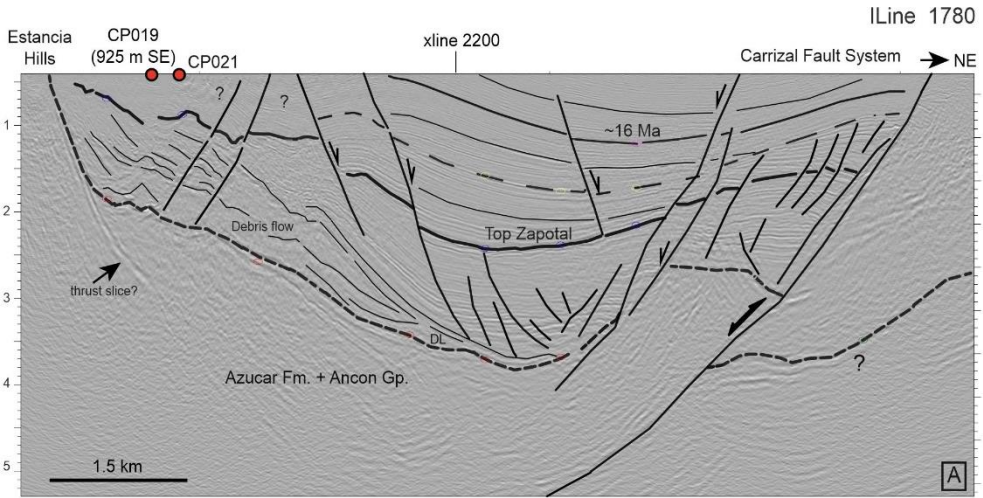 ILine 1780
Estancia
Hills
CP019
(925 m SE)
CP021
xline 2200
Carrizal Fault System
NE
?
?
1
~16 Ma
2
Debris flow
Top Zapotal
thrust slice?
3
DL
Azucar Fm. + Ancon Gp.
?
4
5
1.5 km
A